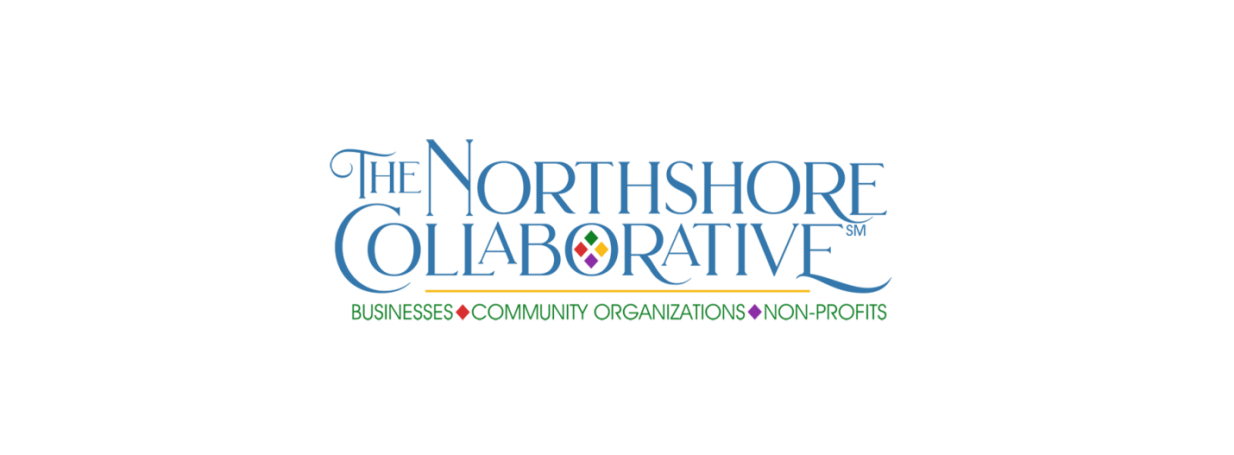 THE NORTHSHORE
COLLABORATIVE SM
BUSINESSES◆COMMUNITY ORGANIZATIONS◆NON-PROFITS